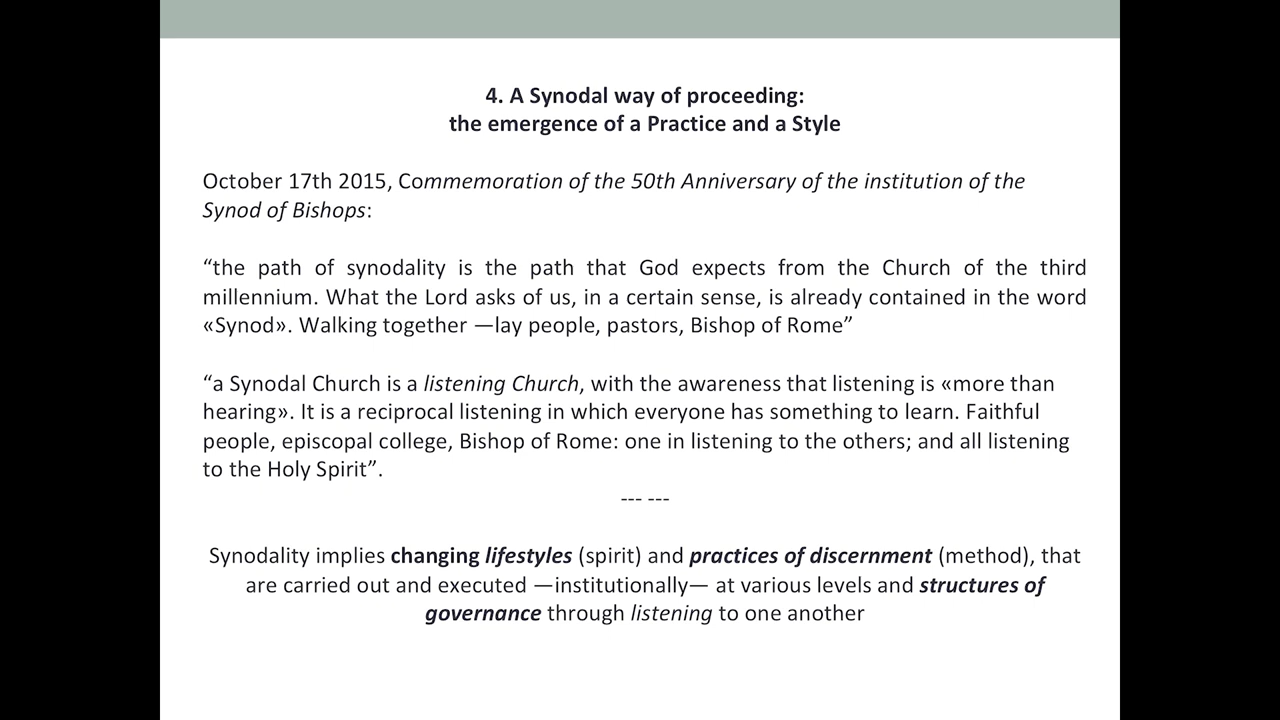 4. A Synodal way of proceeding:
the emergence of a Practice and a Style
October 17th 2015, Commemoration of the 50th Anniversary of the institution of the
Synod of Bishops:
“the path of synodality is the path that God expects from the Church of the third
millennium. What the Lord asks of us, in a certain sense, is already contained in the word
«Synod». Walking together —lay people, pastors, Bishop of Rome”
“a Synodal Church is a listening Church, with the awareness that listening is «more than
hearing». It is a reciprocal listening in which everyone has something to learn. Faithful
people, episcopal college, Bishop of Rome: one in listening to the others; and all listening
to the Holy Spirit”.
--- ---
Synodality implies changing lifestyles (spirit) and practices of discernment (method), that
are carried out and executed —institutionally— at various levels and structures of
governance through listening to one another